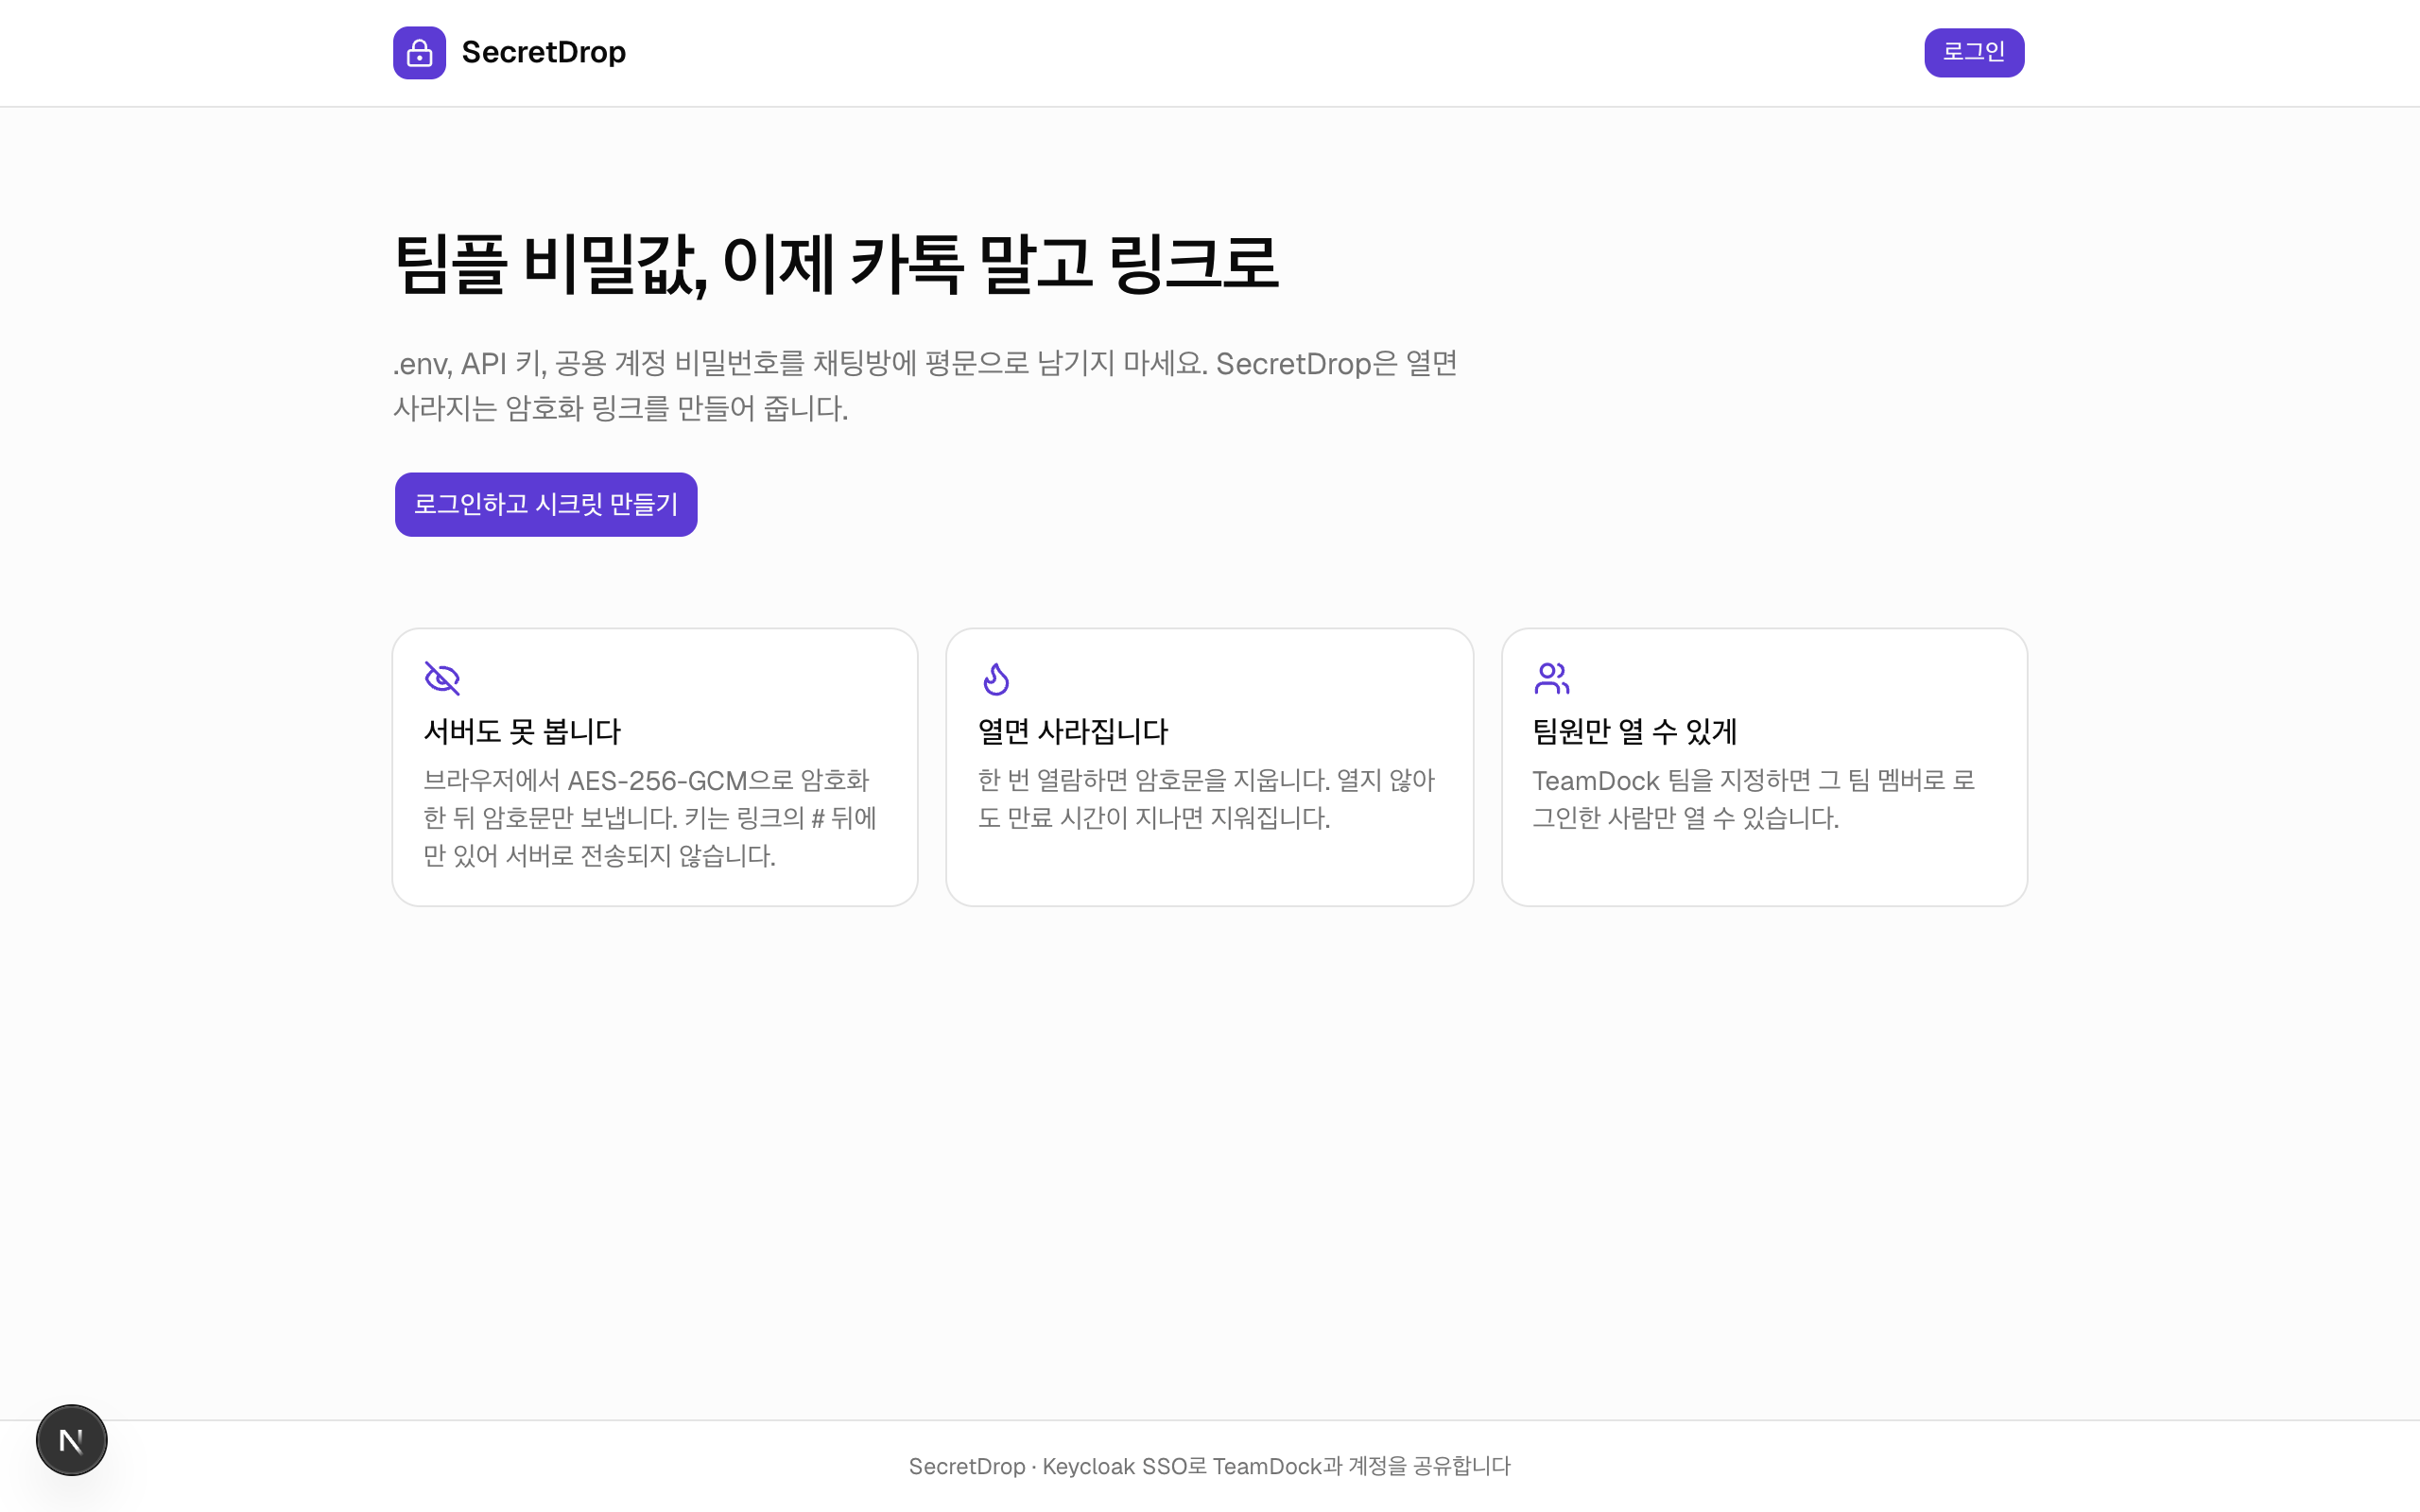 SecretDrop
로그인
팀플 비밀값, 이제 카톡 말고 링크로
.env, API 키, 공용 계정 비밀번호를 채팅방에 평문으로 남기지 마세요. SecretDrop은 열면
사라지는 암호화 링크를 만들어 줍니다.
로그인하고 시크릿 만들기
서버도 못 봅니다
브라우저에서 AES-256-GCM으로 암호화
한 뒤 암호문만 보냅니다. 키는 링크의 # 뒤에
만 있어 서버로 전송되지 않습니다.
열면 사라집니다
한 번 열람하면 암호문을 지웁니다. 열지 않아
도 만료 시간이 지나면 지워집니다.
팀원만 열 수 있게
TeamDock 팀을 지정하면 그 팀 멤버로 로
그인한 사람만 열 수 있습니다.
N
SecretDrop · Keycloak SSO로 TeamDock과 계정을 공유합니다